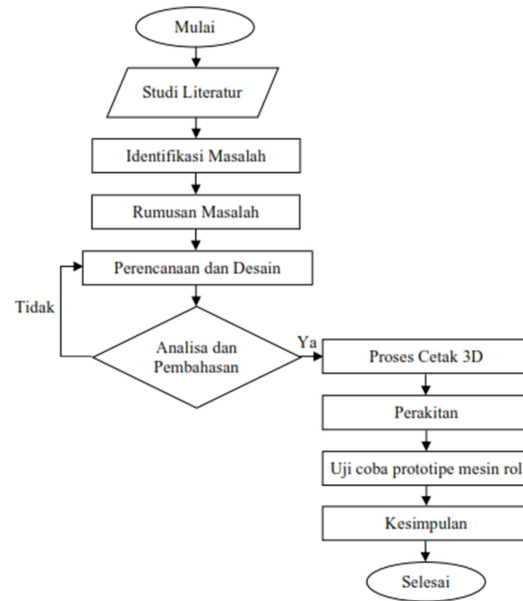 Mulai
Studi Literatur
Identifikasi Masalah
Rumusan Masalah
Perencanaan dan Desain
Tidak
Analisa dan
Pembahasan
Ya
Proses Cetak 3D
Perakitan
Uji coba prototipe mesin rol
Kesimpulan
Selesai